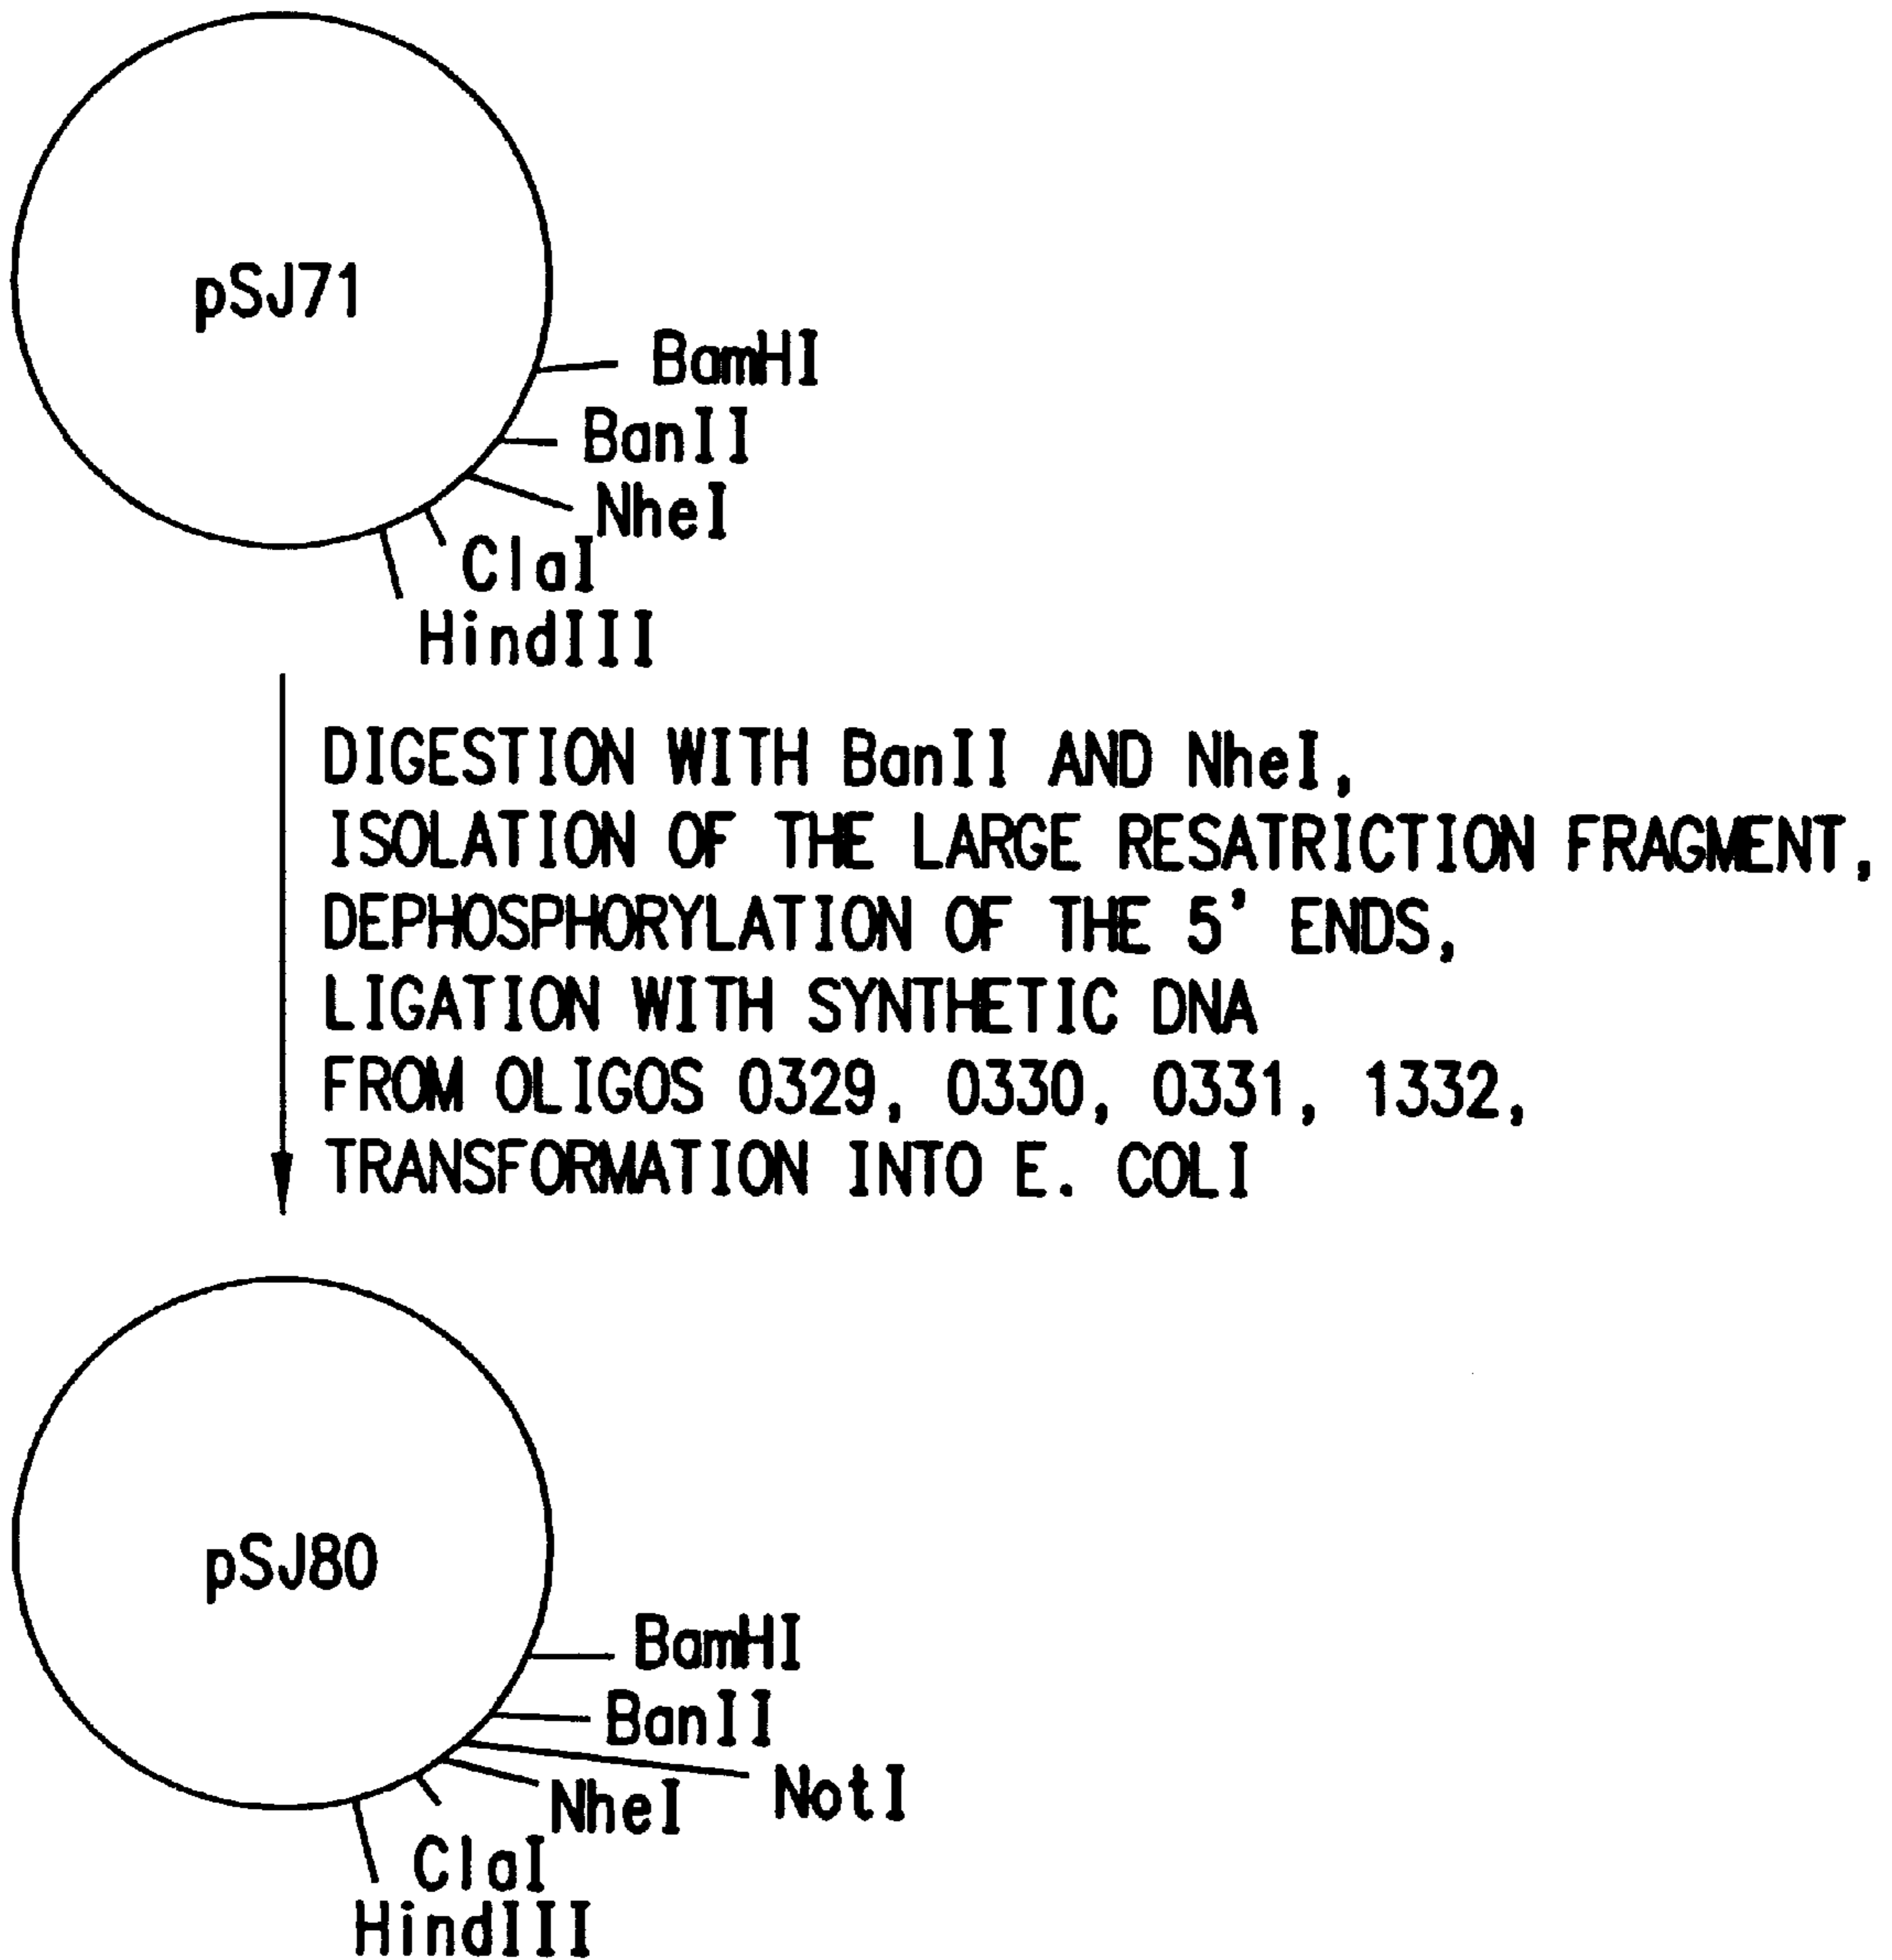 pSJ71
BamHI
BanII
NheI
ClaI
HindIII
DIGESTION WITH BanII AND NheI,
ISOLATION OF THE LARGE RESATRICTION FRAGMENT,
DEPHOSPHORYLATION OF THE 5' ENDS,
LIGATION WITH SYNTHETIC DNA
FROM OLIGOS 0329, 0330, 0331, 1332,
TRANSFORMATION INTO E. COLI
pSJ80
BamHI
BanII
NotI
NheI
ClaI
HindIII